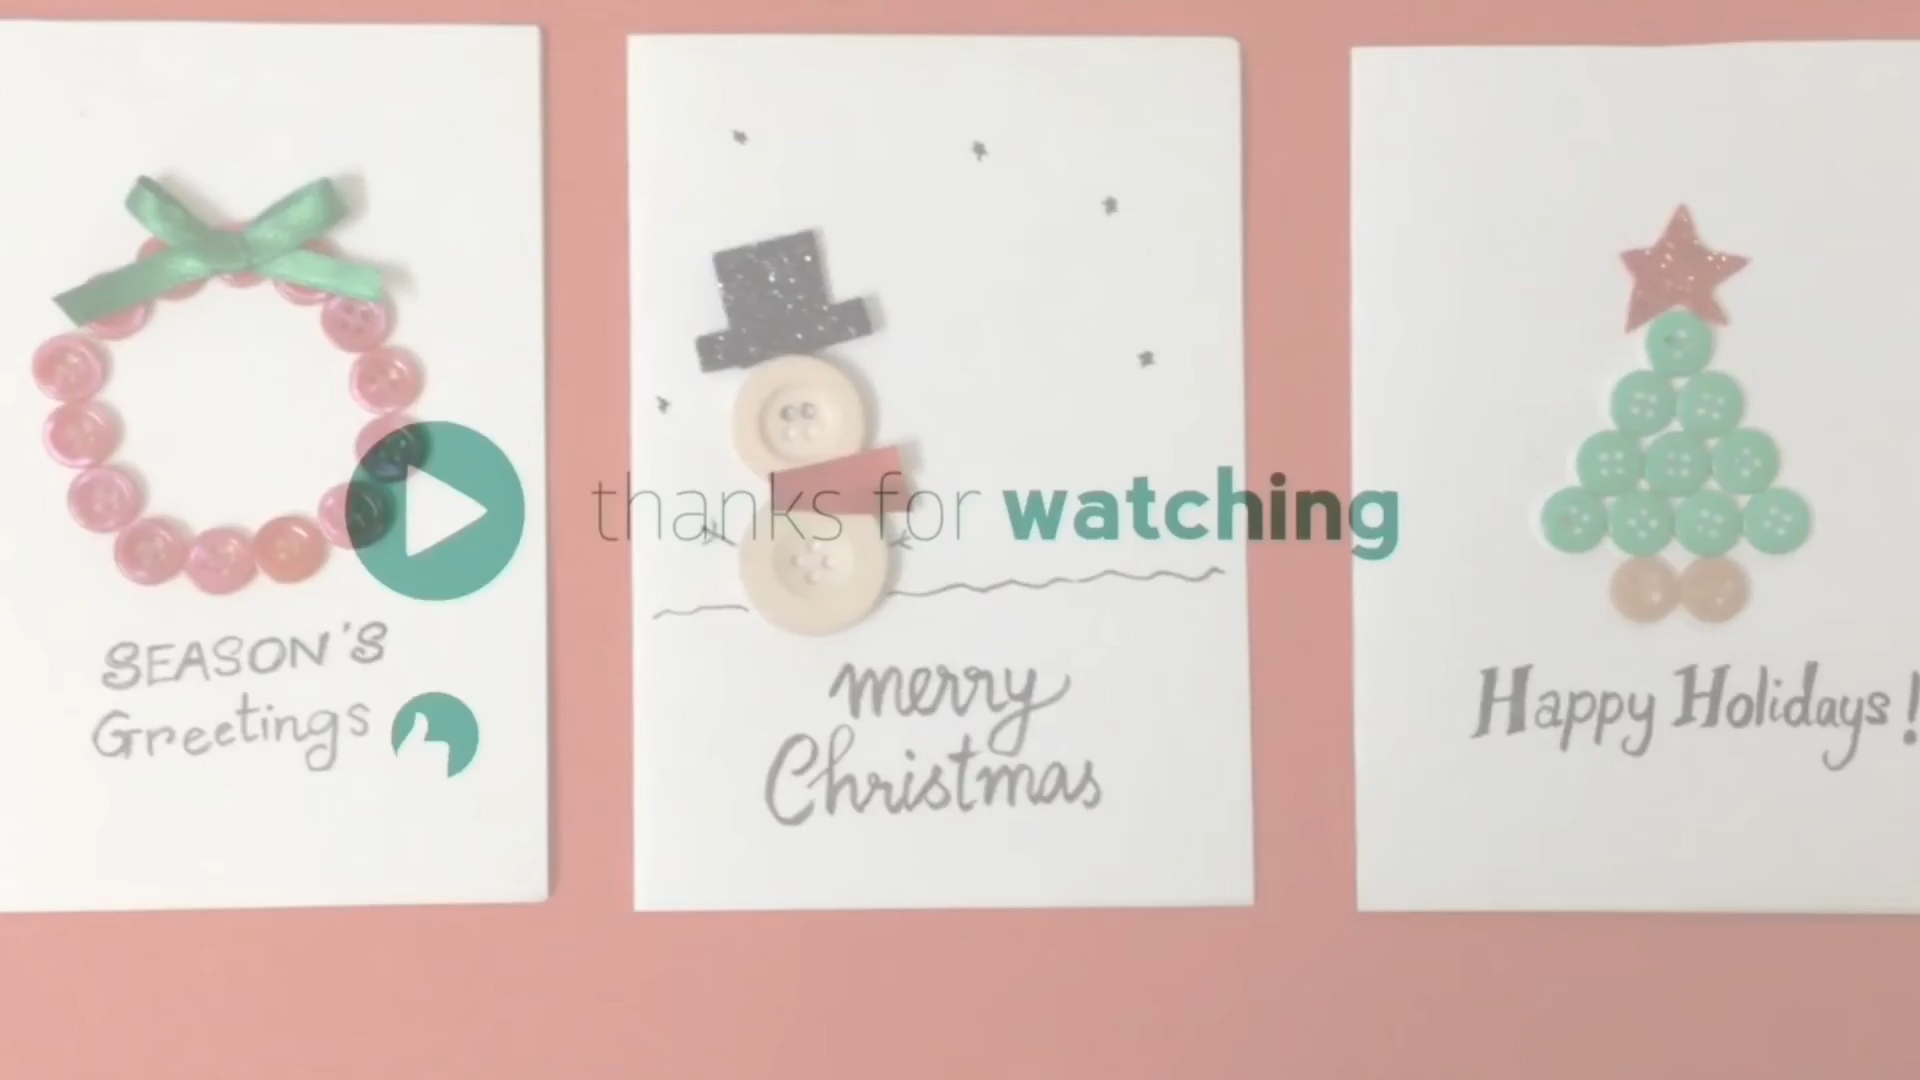 SEASON'S
Greetings
thanks for watching
merry
Christmas
Happy Holidays!